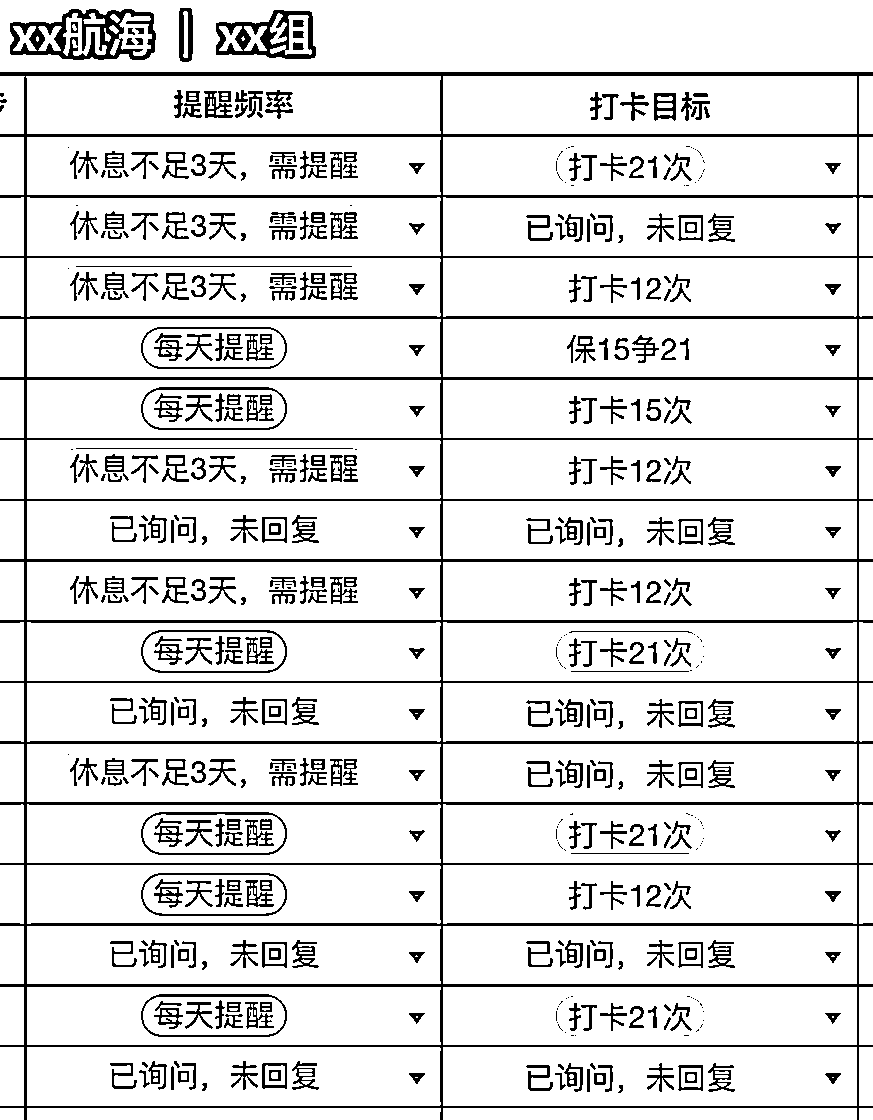 xx航海 | xx组
提醒频率 打卡目标
休息不足3天，需提醒 打卡21次
休息不足3天，需提醒 已询问，未回复
休息不足3天，需提醒 打卡12次
每天提醒 保15争21
每天提醒 打卡15次
休息不足3天，需提醒 打卡12次
已询问，未回复 已询问，未回复
休息不足3天，需提醒 打卡12次
每天提醒 打卡21次
已询问，未回复 已询问，未回复
休息不足3天，需提醒 已询问，未回复
每天提醒 打卡21次
每天提醒 打卡12次
已询问，未回复 已询问，未回复
每天提醒 打卡21次
已询问，未回复 已询问，未回复